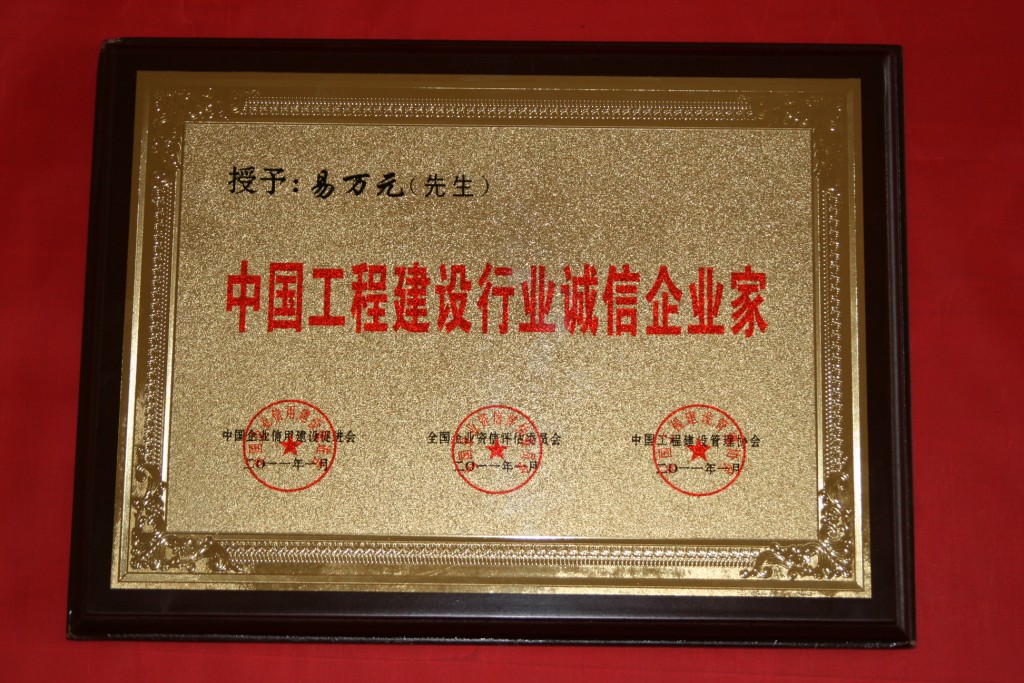 授予：易万元（先生）
中国工程建设行业诚信企业家
中国企业信用建设促进会
二〇一一年一月
全国企业资信评估委员会
二〇一一年一月
中国工程建设管理协会
二〇一一年一月